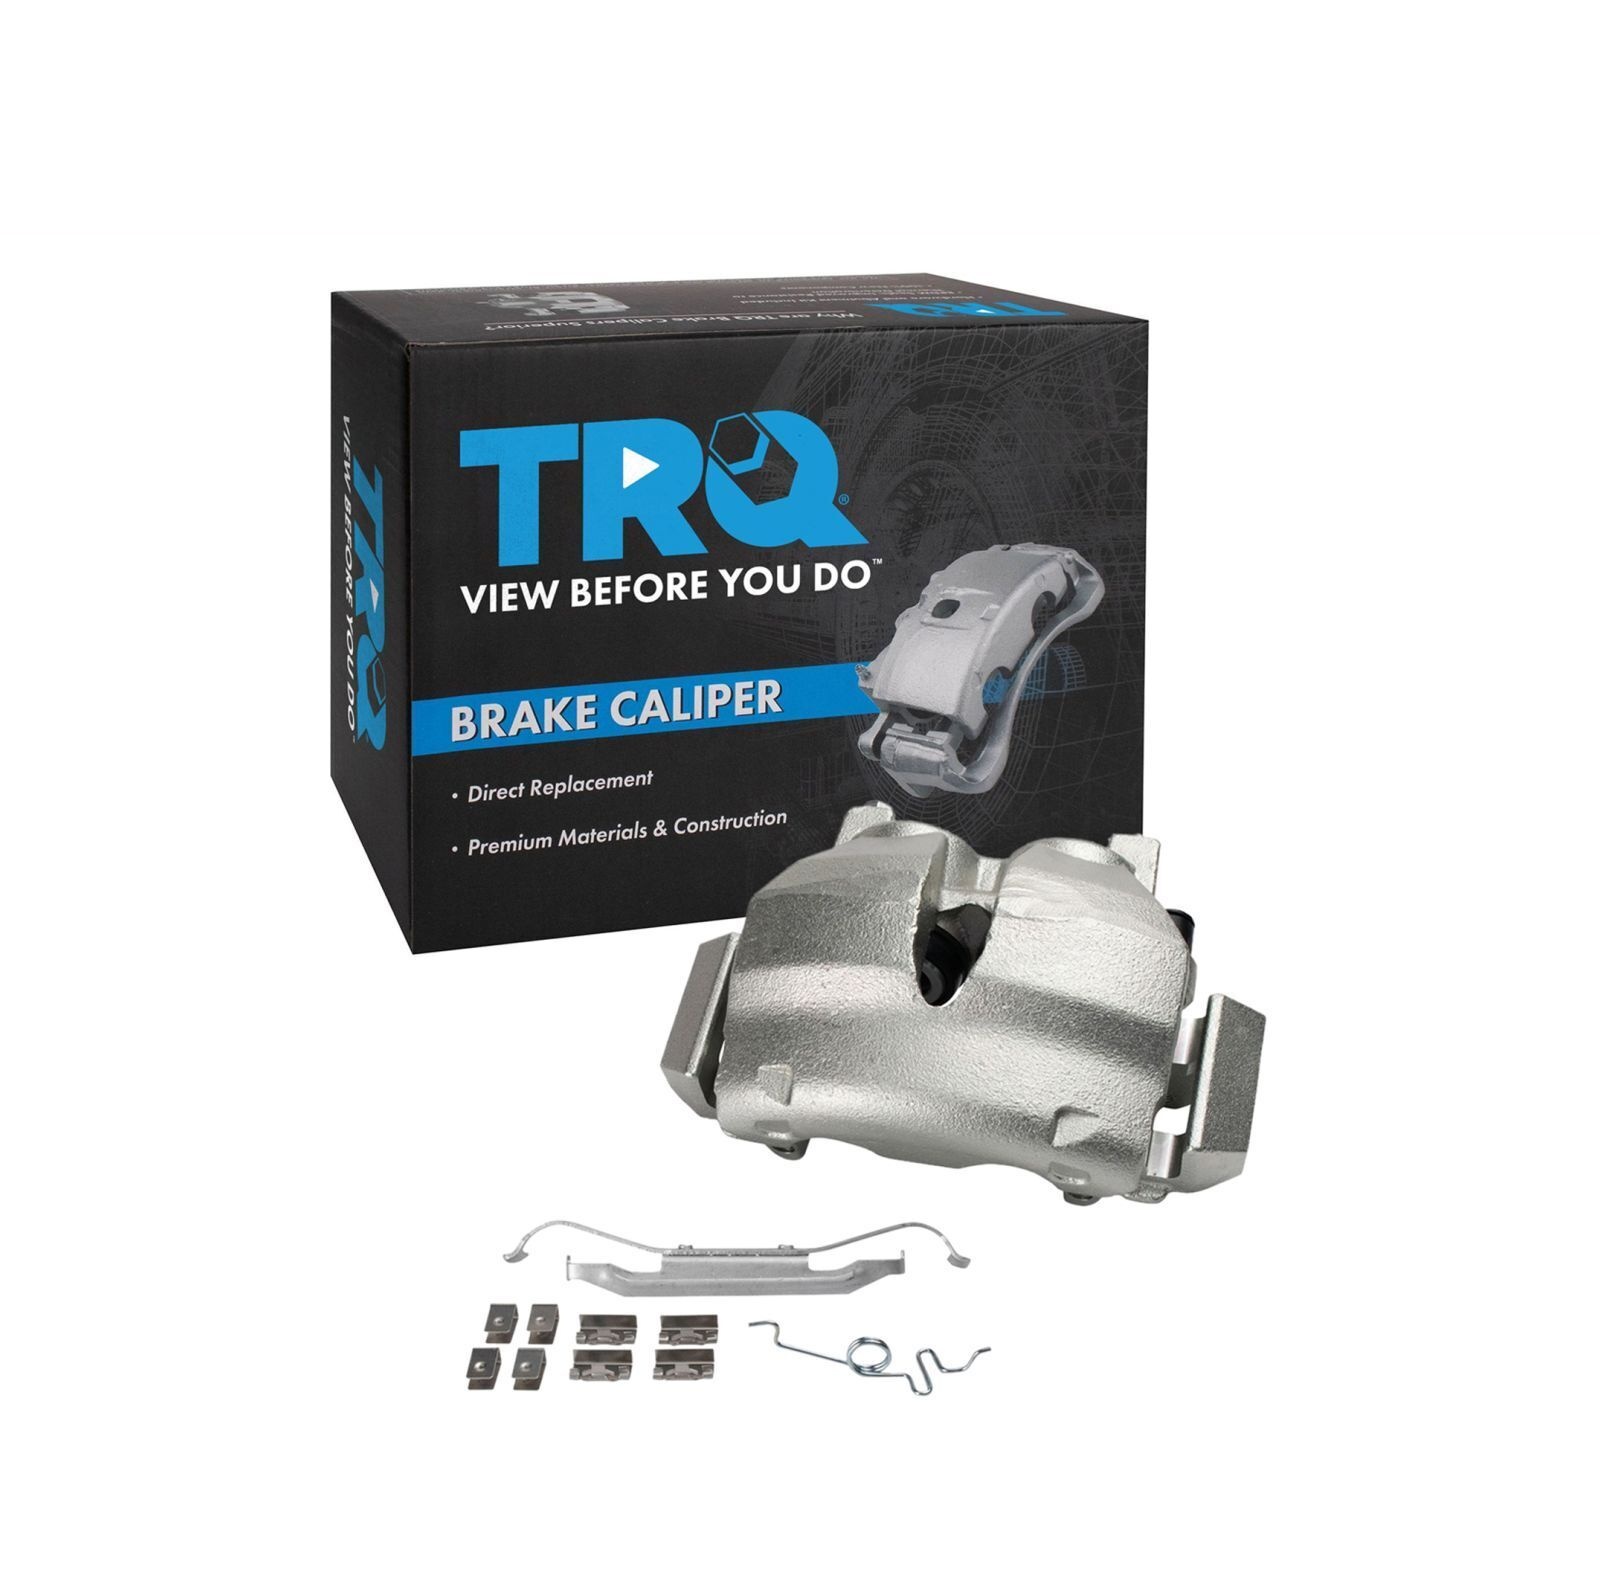 Why are TRQ Brake Calipers Superior?
TRQ
TRQ®
VIEW BEFORE YOU DO™
BRAKE CALIPER
• Direct Replacement
• Premium Materials & Construction
TRQ
VIEW BEFORE YOU DO